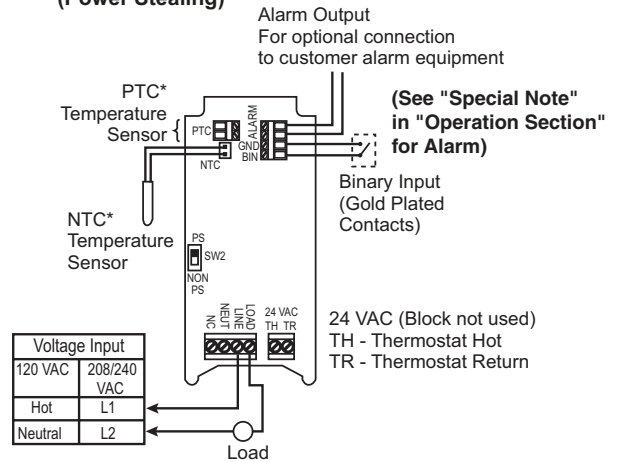 (Power Stealing)
Alarm Output
For optional connection
to customer alarm equipment
PTC*
Temperature
Sensor
(See "Special Note"
in "Operation Section"
for Alarm)
PTC
ALARM
GND
BIN
NTC
Binary Input
(Gold Plated
Contacts)
NTC*
Temperature
Sensor
PS
SW2
NON
PS
NC
NEUT
LINE
LOAD
24 VAC
TH TR
24 VAC (Block not used)
TH - Thermostat Hot
TR - Thermostat Return
Voltage Input
120 VAC 208/240
VAC
Hot L1
Neutral L2
Load